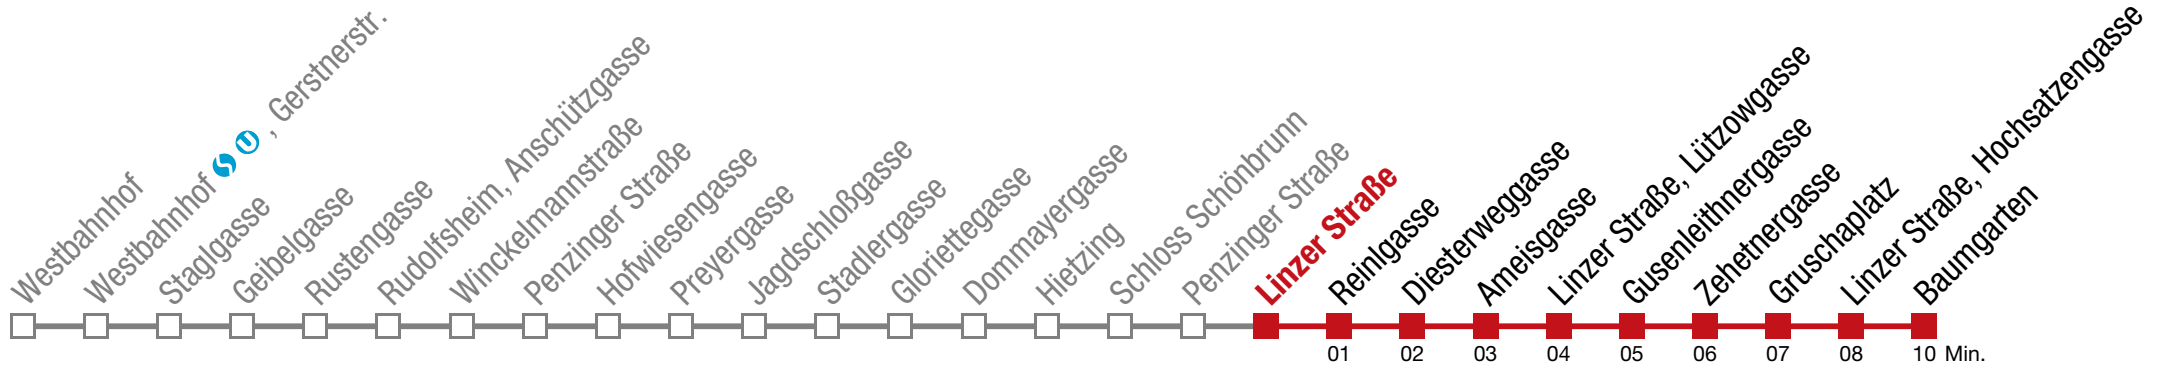 Westbahnhof
Westbahnhof S U, Gerstnerstr.
Staglgasse
Geibelgasse
Rustengasse
Rudolfsheim, Anschützgasse
Winckelmannstraße
Penzinger Straße
Hofwiesengasse
Preyergasse
Jagdschloßgasse
Stadlergasse
Gloriettegasse
Dommayergasse
Hietzing
Schloss Schönbrunn
Penzinger Straße
Linzer Straße
Reinlgasse
Diesterweggasse
Ameisgasse
Linzer Straße, Lützowgasse
Gusenleithnergasse
Zehetnergasse
Gruschaplatz
Linzer Straße, Hochsatzengasse
Baumgarten
01 02 03 04 05 06 07 08 10 Min.